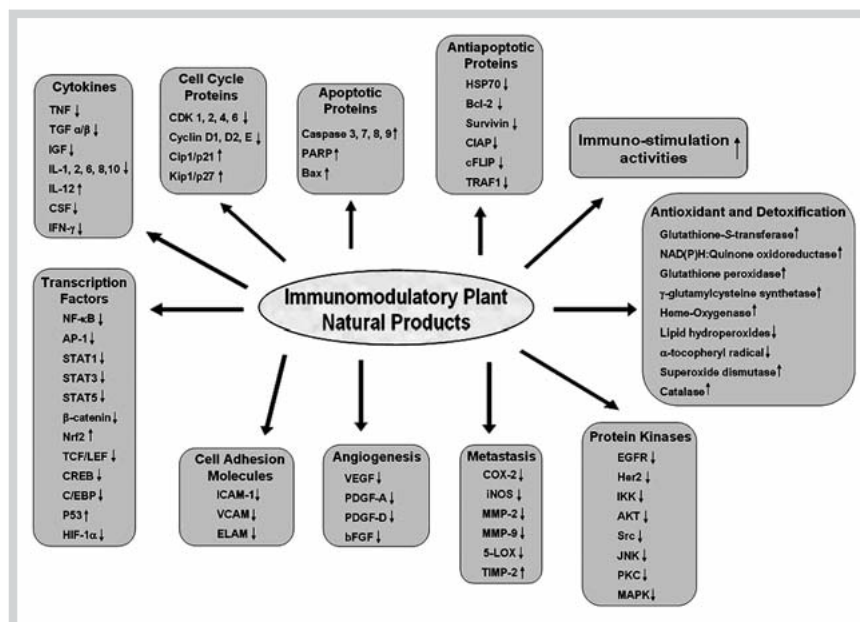 Cytokines
TNF ↓
TGF α/β ↓
IGF ↓
IL-1, 2, 6, 8,10 ↓
IL-12 ↑
CSF ↓
IFN-γ ↓
Cell Cycle
Proteins
CDK 1, 2, 4, 6 ↓
Cyclin D1, D2, E ↓
Cip1/p21 ↑
Kip1/p27 ↑
Apoptotic
Proteins
Caspase 3, 7, 8, 9 ↑
PARP ↑
Bax ↑
Antiapoptotic
Proteins
HSP70 ↓
Bcl-2 ↓
Survivin ↓
CIAP ↓
cFLIP ↓
TRAF1 ↓
Immuno-stimulation ↑
activities
Antioxidant and Detoxification
Glutathione-S-transferase ↑
NAD(P)H:Quinone oxidoreductase ↑
Glutathione peroxidase ↑
γ-glutamylcysteine synthetase ↑
Heme-Oxygenase ↑
Lipid hydroperoxides ↓
α-tocopheryl radical ↓
Superoxide dismutase ↑
Catalase ↑
Immunomodulatory Plant
Natural Products
Transcription
Factors
NF-κB ↓
AP-1 ↓
STAT1 ↓
STAT3 ↓
STAT5 ↓
β-catenin ↓
Nrf2 ↑
TCF/LEF ↓
CREB ↓
C/EBP ↓
P53 ↑
HIF-1α ↓
Cell Adhesion
Molecules
ICAM-1 ↓
VCAM ↓
ELAM ↓
Angiogenesis
VEGF ↓
PDGF-A ↓
PDGF-D ↓
bFGF ↓
Metastasis
COX-2 ↓
iNOS ↓
MMP-2 ↓
MMP-9 ↓
5-LOX ↓
TIMP-2 ↑
Protein Kinases
EGFR ↓
Her2 ↓
IKK ↓
AKT ↓
Src ↓
JNK ↓
PKC ↓
MAPK ↓